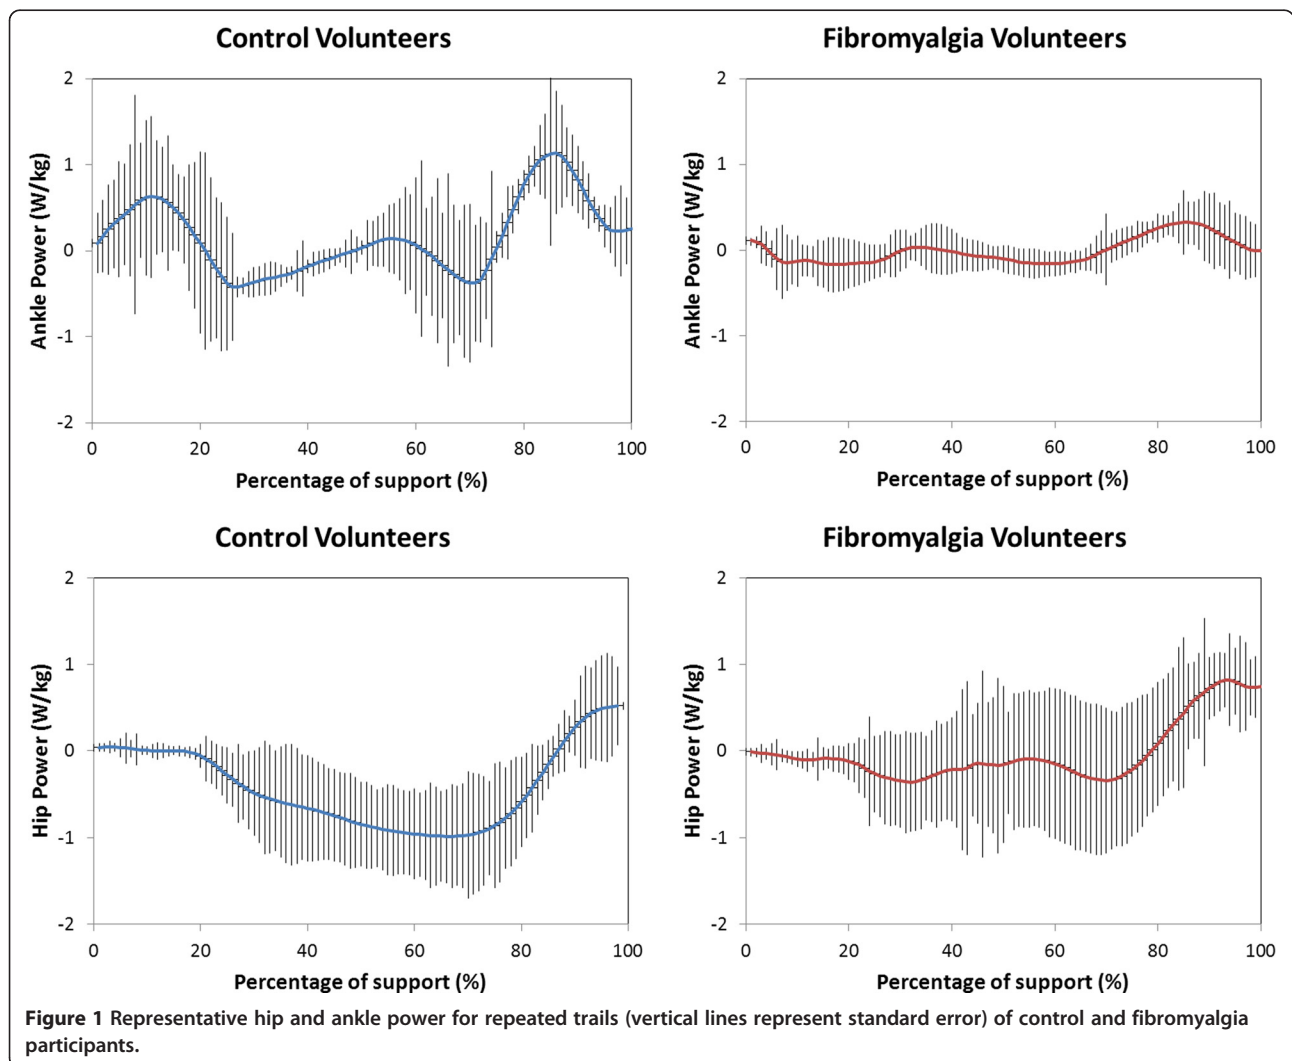 Control Volunteers
2
1
0
-1
-2
Ankle Power (W/kg)
0 20 40 60 80 100
Percentage of support (%)
Fibromyalgia Volunteers
2
1
0
-1
-2
Ankle Power (W/kg)
0 20 40 60 80 100
Percentage of support (%)
Control Volunteers
2
1
0
-1
-2
Hip Power (W/kg)
0 20 40 60 80 100
Percentage of support (%)
Fibromyalgia Volunteers
2
1
0
-1
-2
Hip Power (W/kg)
0 20 40 60 80 100
Percentage of support (%)
Figure 1 Representative hip and ankle power for repeated trails (vertical lines represent standard error) of control and fibromyalgia
participants.